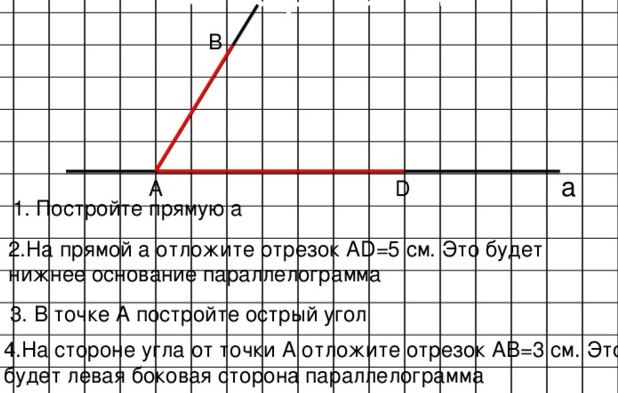 B
A
D
a
1. Постройте прямую а
2.На прямой а отложите отрезок AD=5 см. Это будет
нижнее основание параллелограмма
3. В точке А постройте острый угол
4.На стороне угла от точки А отложите отрезок АВ=3 см. Это
будет левая боковая сторона параллелограмма